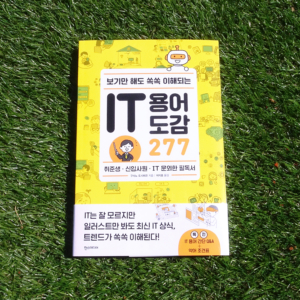 보기만 해도 쏙쏙 이해되는
IT 용어
도감
277
취준생·신입사원·IT 문외한 필독서
IT는 잘 모르지만
일러스트만 봐도 최신 IT 상식,
트렌드가 쏙쏙 이해된다!